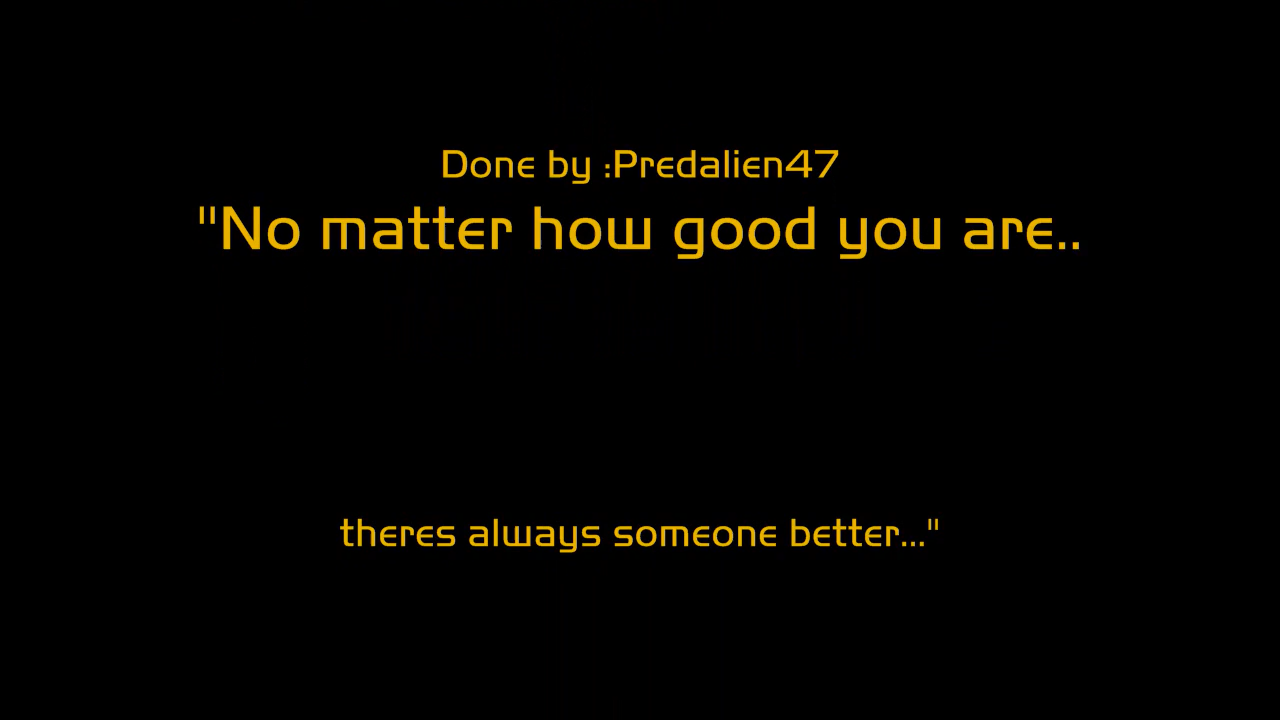 Done by :Predalien47
"No matter how good you are..
theres always someone better..."